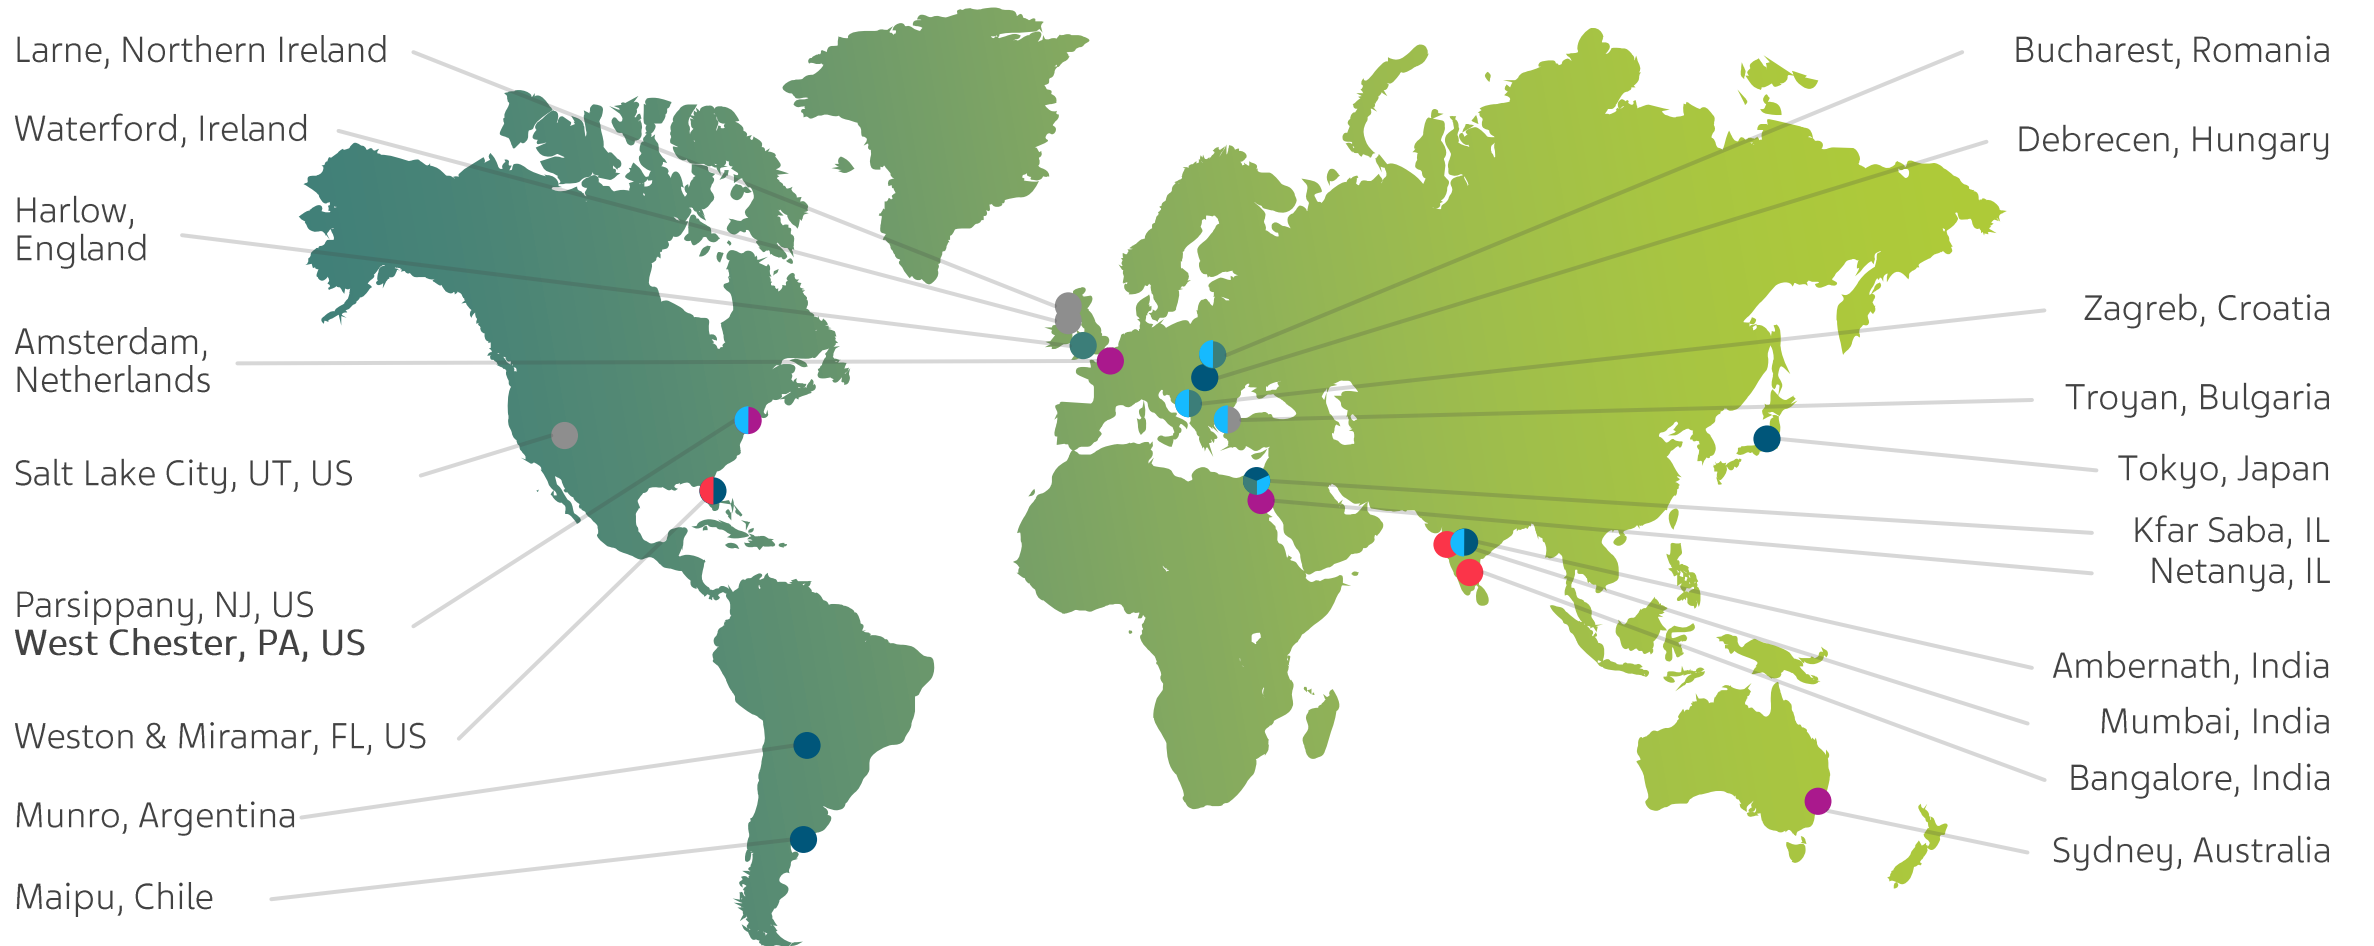 Larne, Northern Ireland
Waterford, Ireland
Harlow,
England
Amsterdam,
Netherlands
Salt Lake City, UT, US
Parsippany, NJ, US
West Chester, PA, US
Weston & Miramar, FL, US
Munro, Argentina
Maipu, Chile
Bucharest, Romania
Debrecen, Hungary
Zagreb, Croatia
Troyan, Bulgaria
Tokyo, Japan
Kfar Saba, IL
Netanya, IL
Ambernath, India
Mumbai, India
Bangalore, India
Sydney, Australia